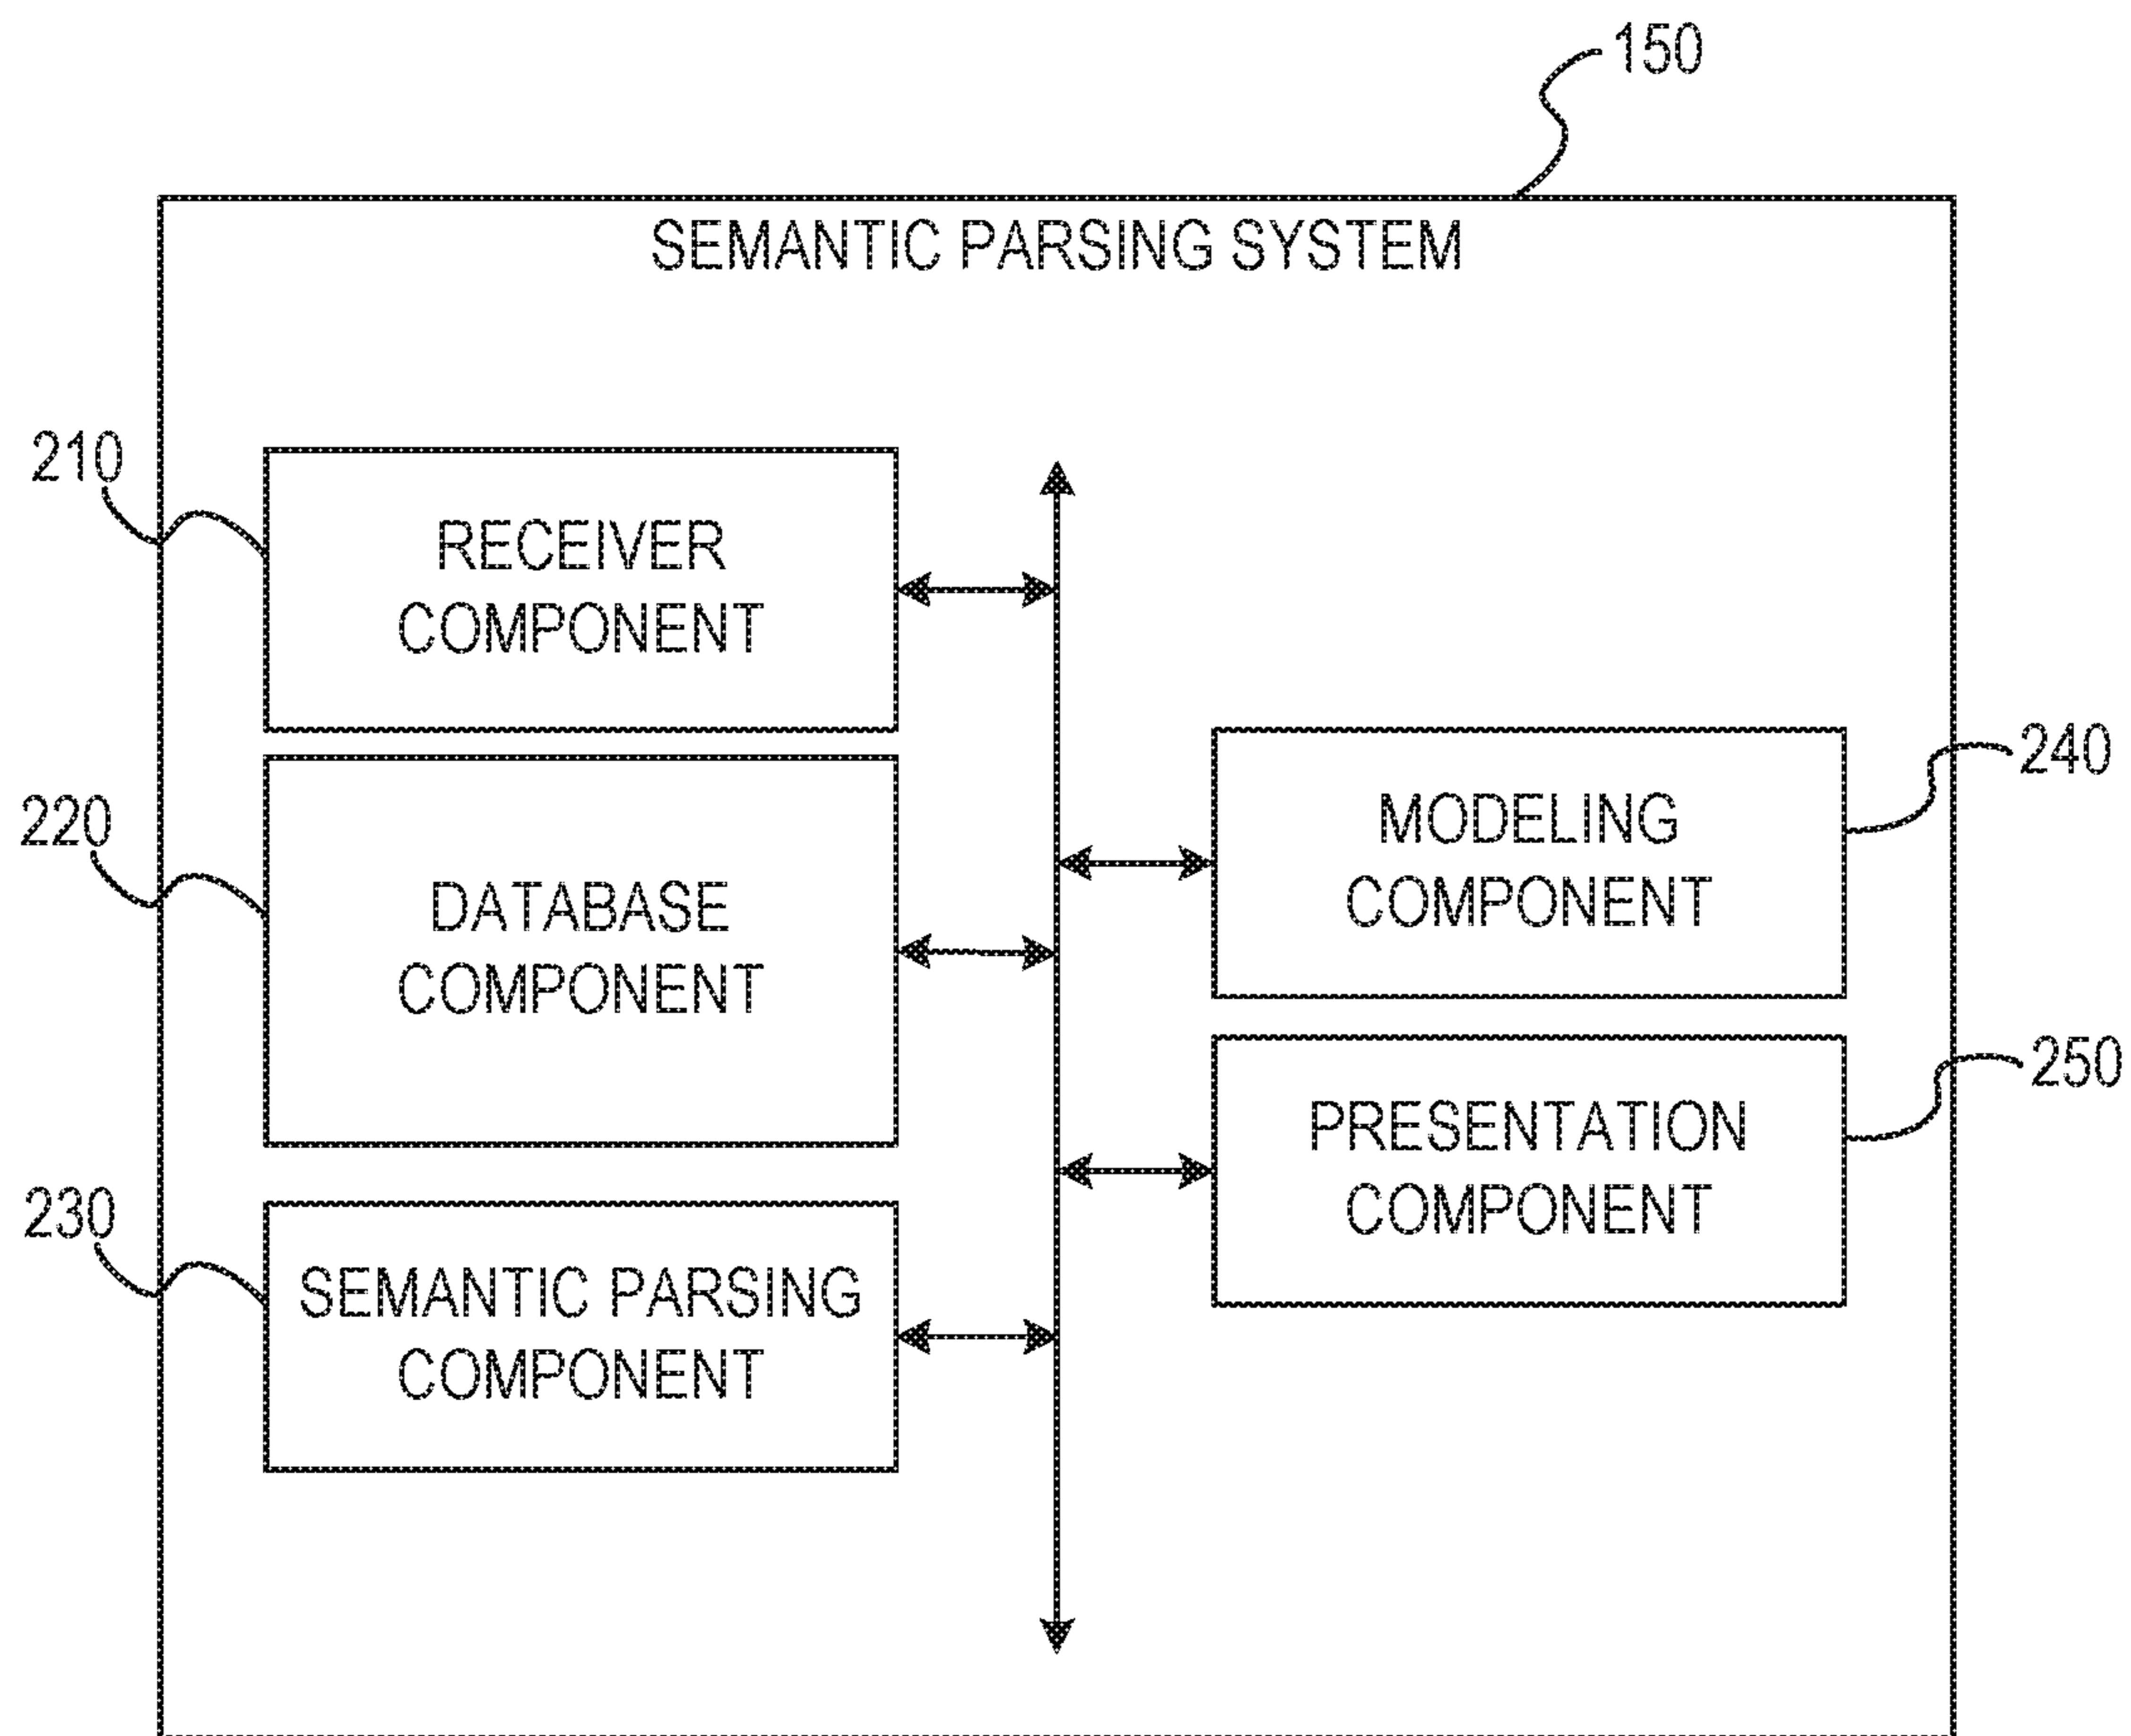 150
SEMANTIC PARSING SYSTEM
210
RECEIVER
COMPONENT
220
DATABASE
COMPONENT
230
SEMANTIC PARSING
COMPONENT
240
MODELING
COMPONENT
250
PRESENTATION
COMPONENT